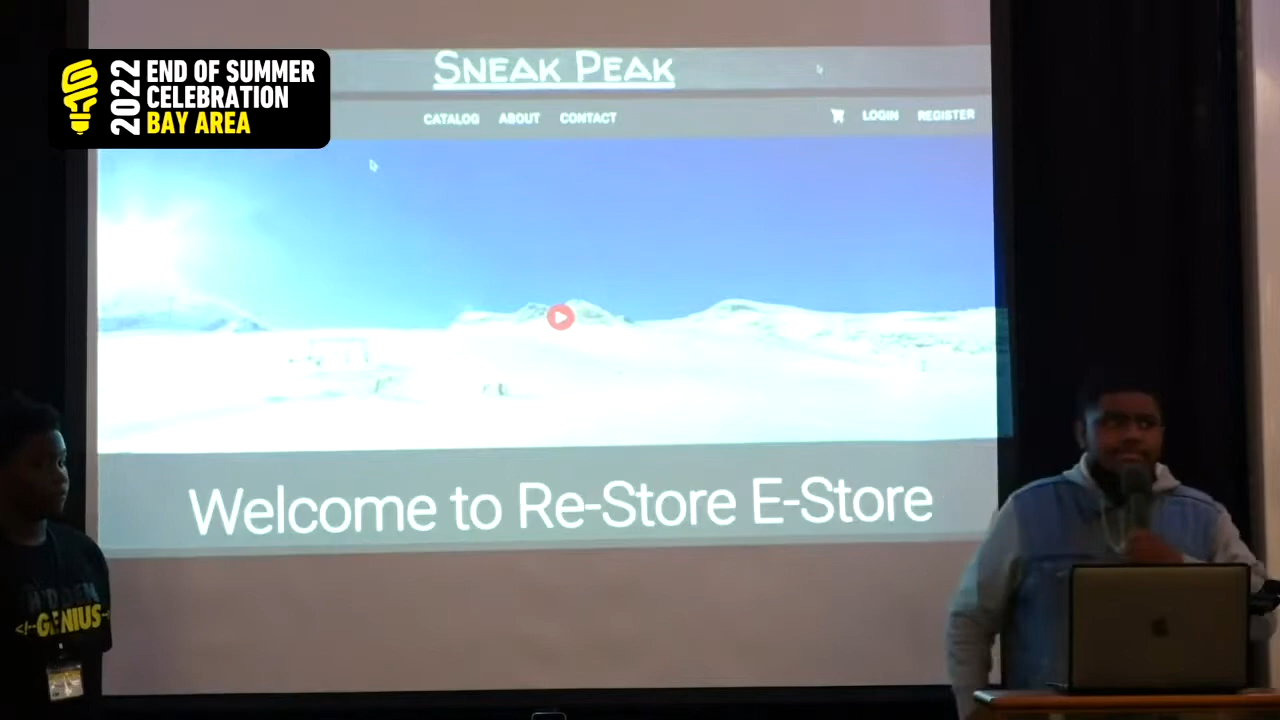 2022
END OF SUMMER
CELEBRATION
BAY AREA
SNEAK PEAK
CATALOG ABOUT CONTACT LOGIN REGISTER
Welcome to Re-Store E-Store
HIDDEN
<!--GENIUS--